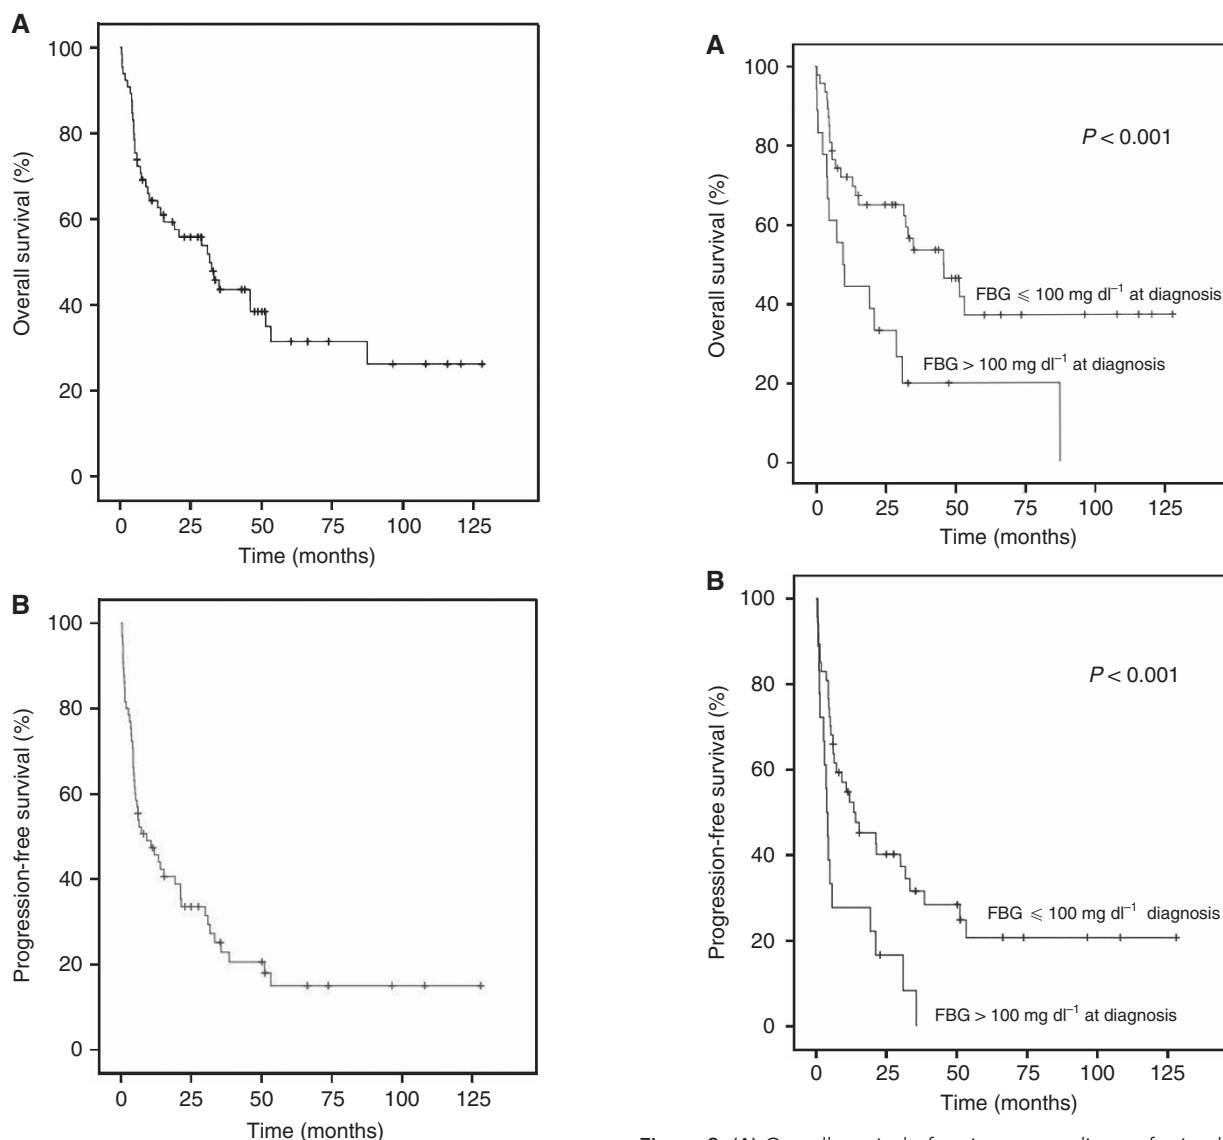 A
100
80
60
40
20
0
Overall survival (%)
0 25 50 75 100 125
Time (months)
B
100
80
60
40
20
0
Progression-free survival (%)
0 25 50 75 100 125
Time (months)
A
100
80
60
40
20
0
Overall survival (%)
P < 0.001
FBG ⩽ 100 mg dl⁻¹ at diagnosis
FBG > 100 mg dl⁻¹ at diagnosis
0 25 50 75 100 125
Time (months)
B
100
80
60
40
20
0
Progression-free survival (%)
P < 0.001
FBG ⩽ 100 mg dl⁻¹ diagnosis
FBG > 100 mg dl⁻¹ at diagnosis
0 25 50 75 100 125
Time (months)